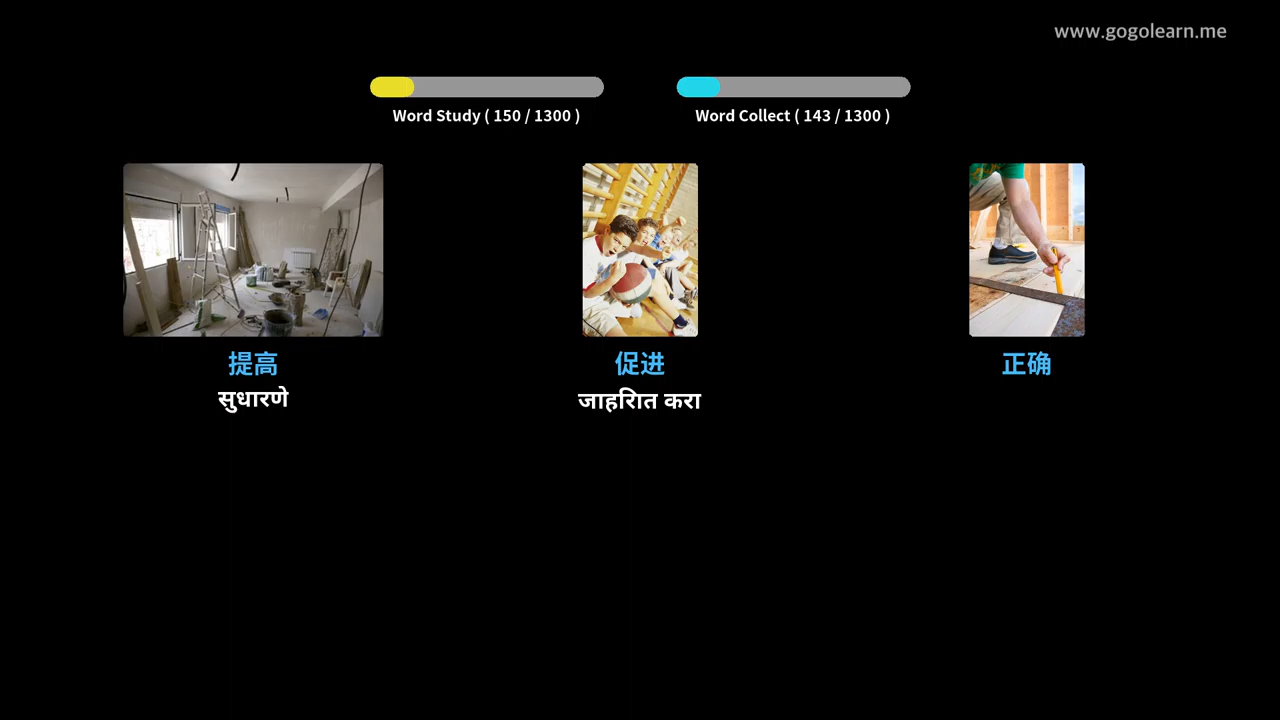 www.gogolearn.me
Word Study ( 150 / 1300 )
Word Collect ( 143 / 1300 )
提高
促进
正确
सुधारणे
जाहरिात करा